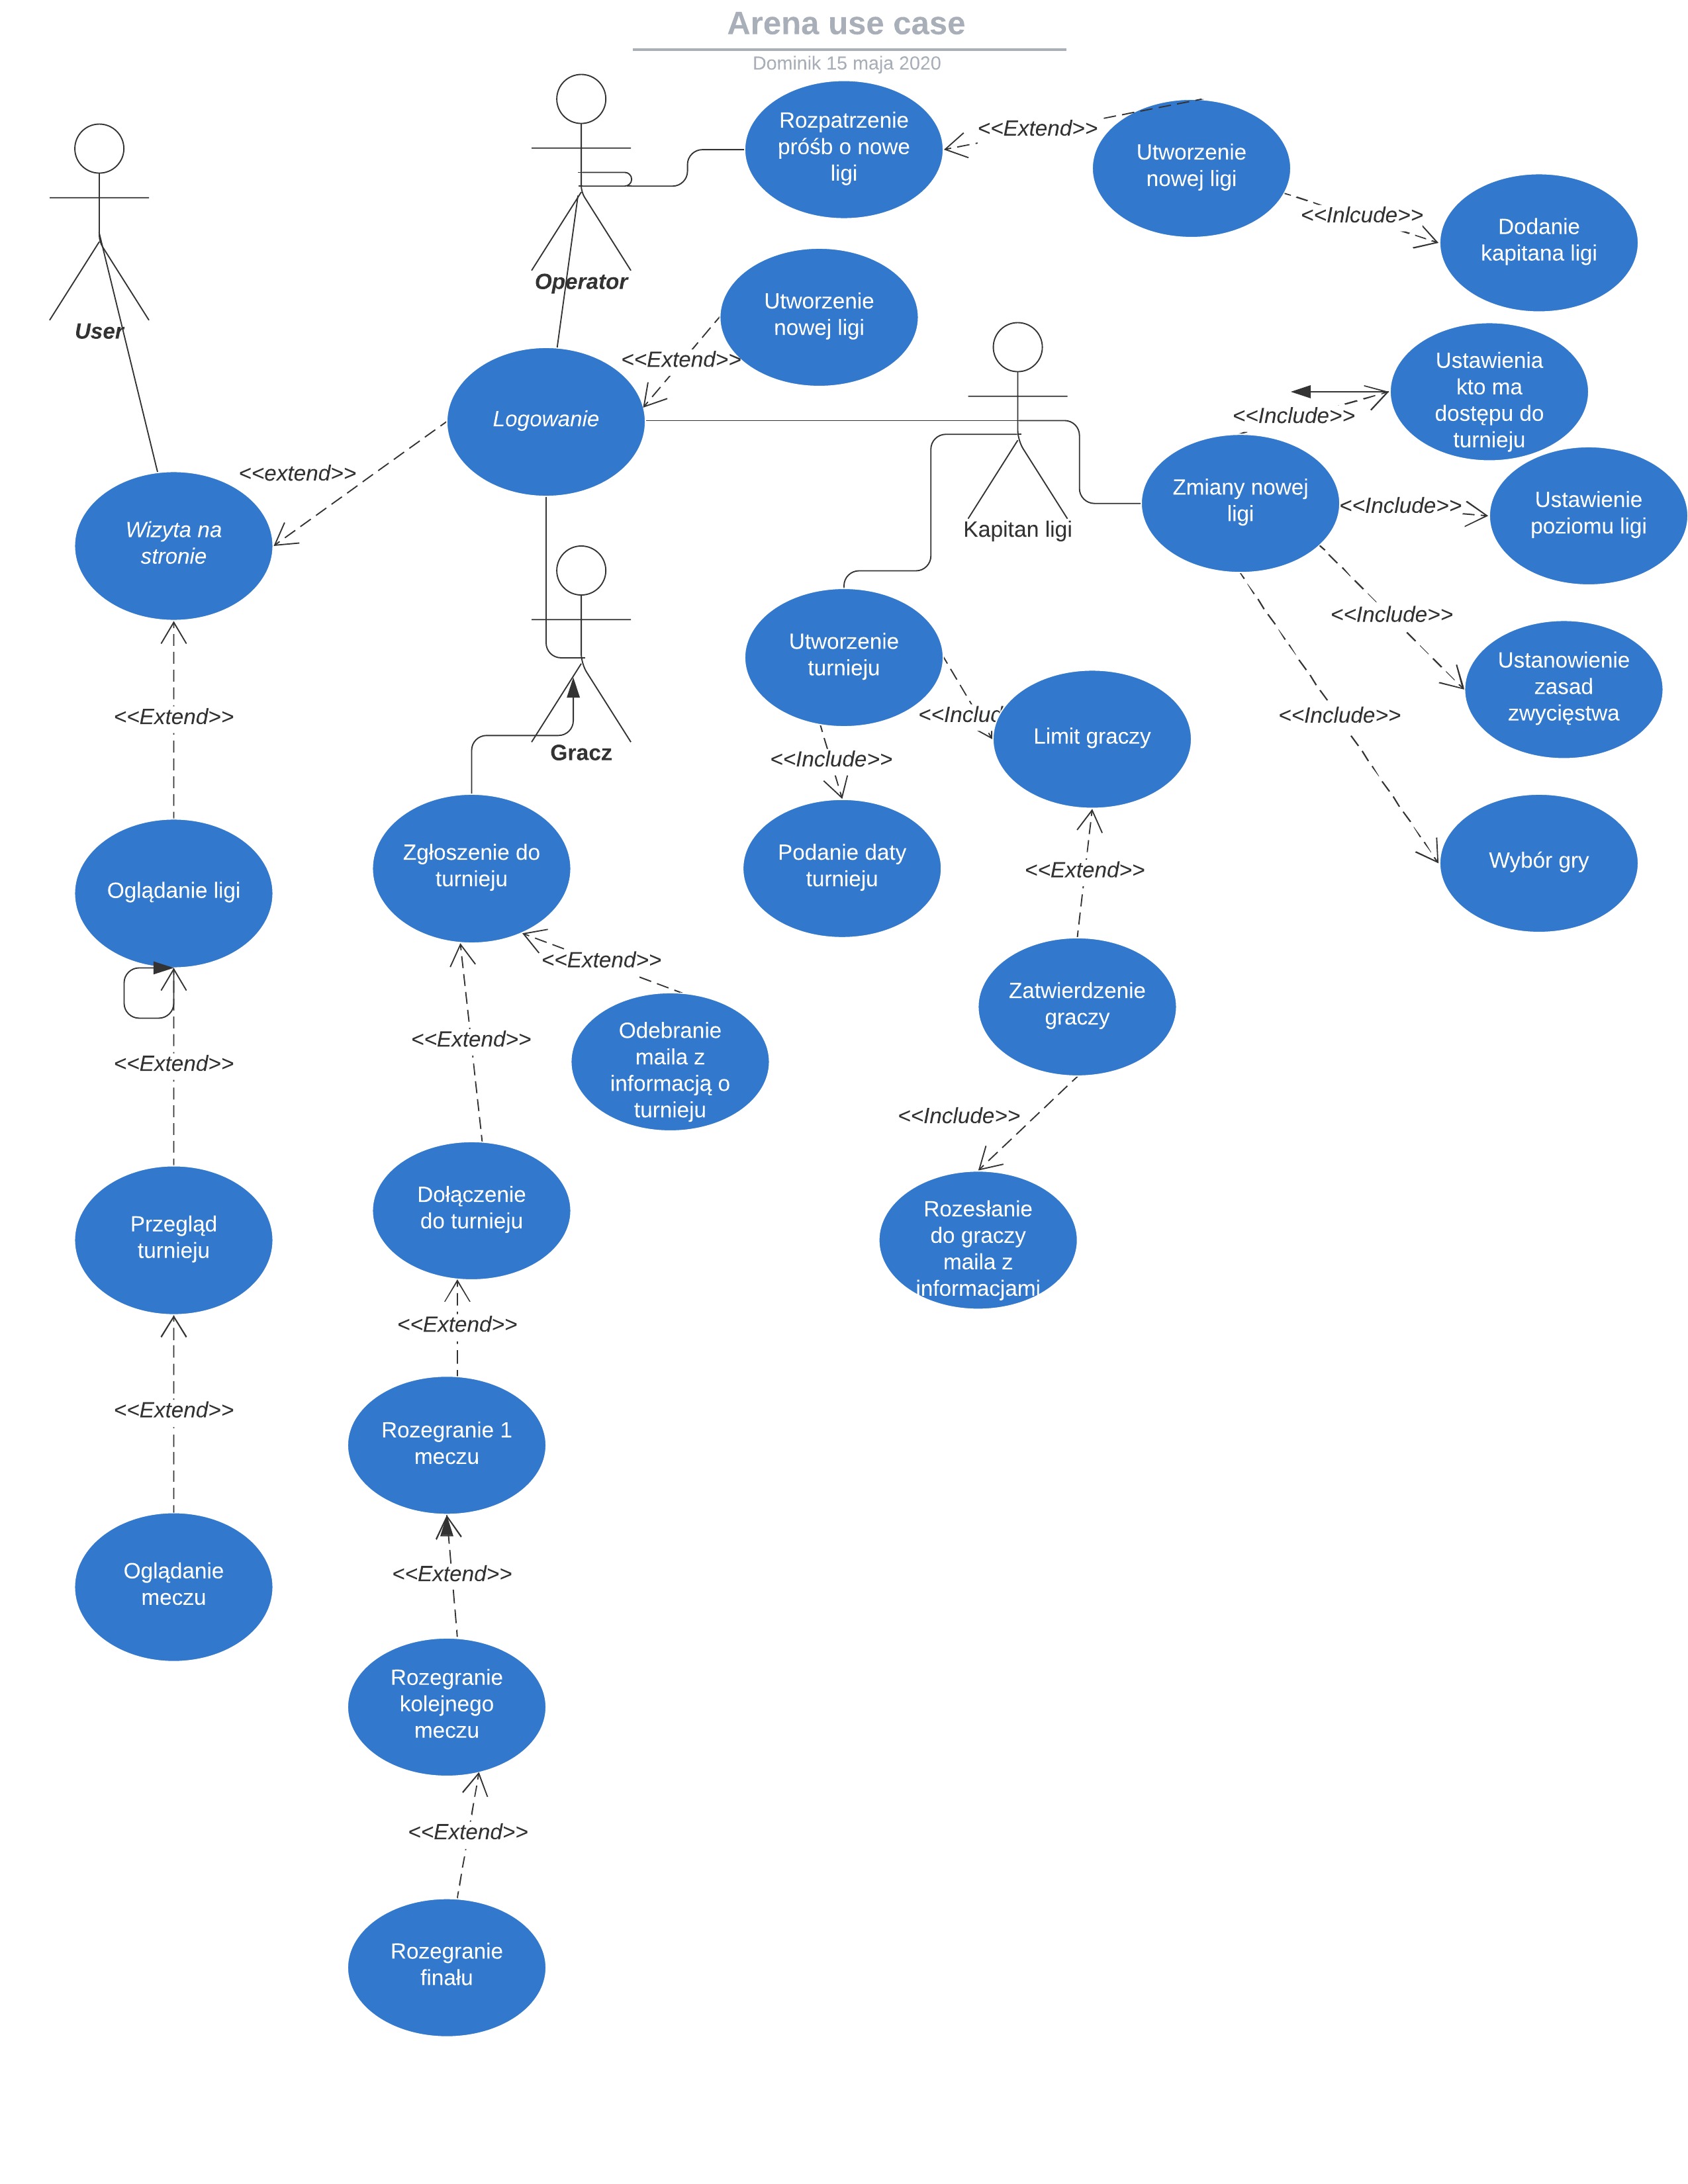 Arena use case
Dominik 15 maja 2020
Rozpatrzenie
próśb o nowe
ligi
<<Extend>>
Utworzenie
nowej ligi
<<Inlcude>>
Dodanie
kapitana ligi
Operator
User
Utworzenie
nowej ligi
<<Extend>>
Logowanie
<<extend>>
Wizyta na
stronie
Kapitan ligi
Ustawienia
kto ma
dostępu do
turnieju
<<Include>>
Zmiany nowej
ligi
<<Include>>
Ustawienie
poziomu ligi
<<Include>>
Ustanowienie
zasad
zwycięstwa
<<Include>>
Wybór gry
Utworzenie
turnieju
<<Includ
Limit graczy
<<Include>>
Podanie daty
turnieju
<<Extend>>
Zatwierdzenie
graczy
<<Include>>
Rozesłanie
do graczy
maila z
informacjami
Gracz
Zgłoszenie do
turnieju
<<Extend>>
Odebranie
maila z
informacją o
turnieju
<<Extend>>
Dołączenie
do turnieju
<<Extend>>
Rozegranie 1
meczu
<<Extend>>
Rozegranie
kolejnego
meczu
<<Extend>>
Rozegranie
finału
<<Extend>>
Oglądanie ligi
<<Extend>>
Przegląd
turnieju
<<Extend>>
Oglądanie
meczu